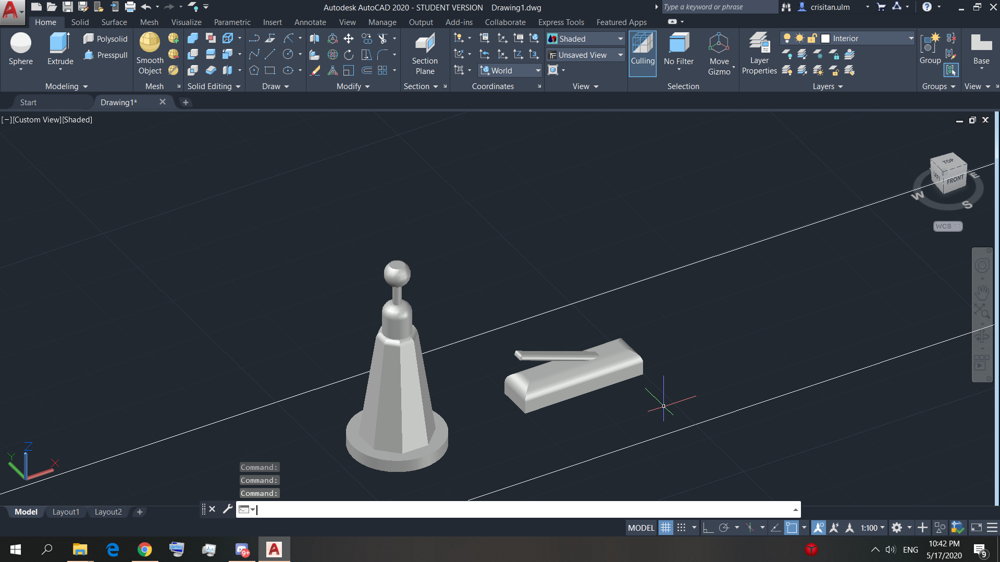 Autodesk AutoCAD 2020 - STUDENT VERSION Drawing1.dwg
Type a keyword or phrase
crisitan.ulm
Home Solid Surface Mesh Visualize Parametric Insert Annotate View Manage Output Add-ins Collaborate Express Tools Featured Apps
Sphere
Extrude
Polysolid
Presspull
Modeling
Smooth
Object
Mesh
Solid Editing
Draw
Modify
Section
Plane
Section
World
Coordinates
Shaded
Unsaved View
View
Culling
No Filter
Move
Gizmo
Selection
Layer
Properties
Interior
Layers
Group
Groups
Base
View
Start
Drawing1*
[−][Custom View][Shaded]
TOP
LEFT
FRONT
E
W
S
WCS
Z
Y
X
Command:
Command:
Command:
Model Layout1 Layout2
MODEL
1:100
9+
ENG
10:42 PM
5/17/2020
9